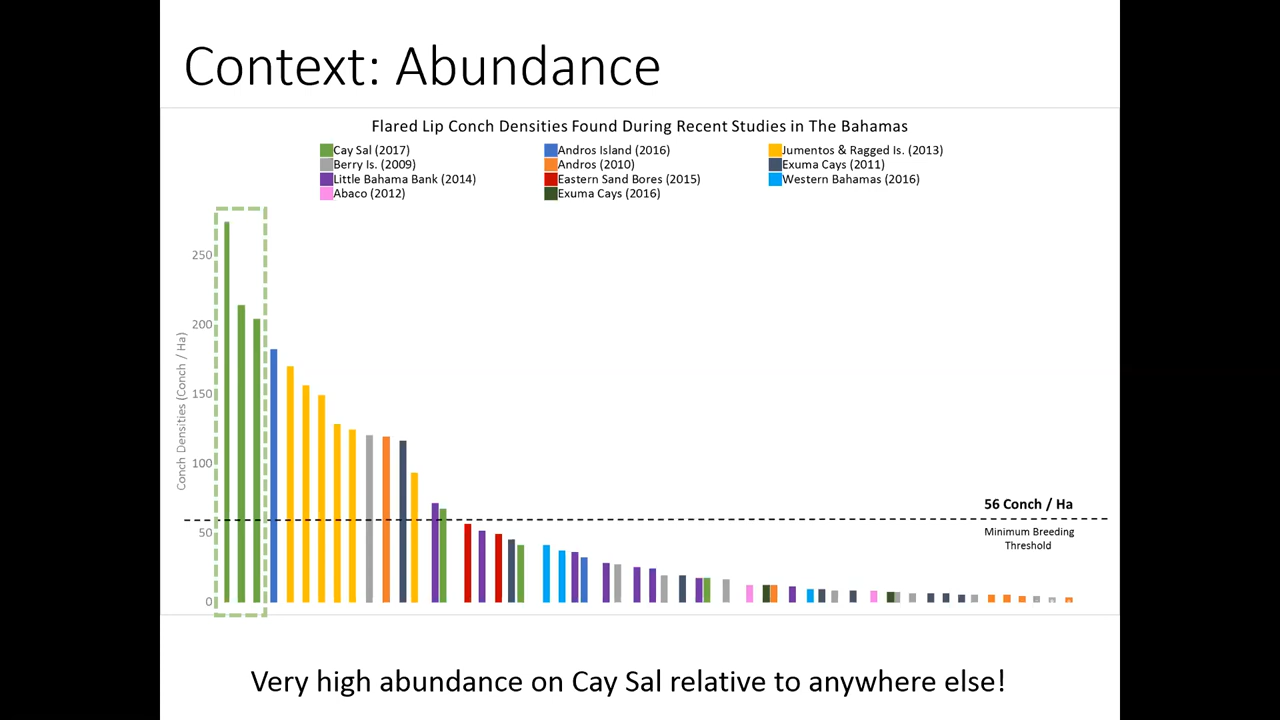 Context: Abundance
Flared Lip Conch Densities Found During Recent Studies in The Bahamas
Cay Sal (2017) Andros Island (2016) Jumentos & Ragged Is. (2013)
Berry Is. (2009) Andros (2010) Exuma Cays (2011)
Little Bahama Bank (2014) Eastern Sand Bores (2015) Western Bahamas (2016)
Abaco (2012) Exuma Cays (2016)
Conch Densities (Conch / Ha)
250
200
150
100
50
0
56 Conch / Ha
Minimum Breeding
Threshold
Very high abundance on Cay Sal relative to anywhere else!